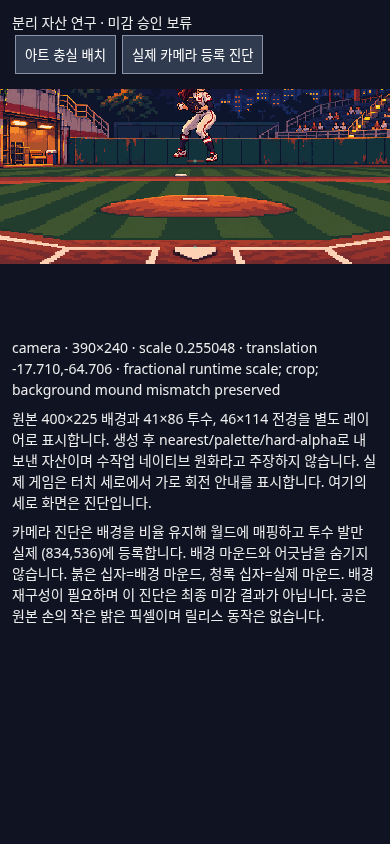 분리 자산 연구 · 미감 승인 보류
아트 충실 배치
실제 카메라 등록 진단
camera · 390×240 · scale 0.255048 · translation
-17.710,-64.706 · fractional runtime scale; crop;
background mound mismatch preserved
원본 400×225 배경과 41×86 투수, 46×114 전경을 별도 레이
어로 표시합니다. 생성 후 nearest/palette/hard-alpha로 내
보낸 자산이며 수작업 네이티브 원화라고 주장하지 않습니다. 실
제 게임은 터치 세로에서 가로 회전 안내를 표시합니다. 여기의
세로 화면은 진단입니다.
카메라 진단은 배경을 비율 유지해 월드에 매핑하고 투수 발만
실제 (834,536)에 등록합니다. 배경 마운드와 어긋남을 숨기지
않습니다. 붉은 십자=배경 마운드, 청록 십자=실제 마운드. 배경
재구성이 필요하며 이 진단은 최종 미감 결과가 아닙니다. 공은
원본 손의 작은 밝은 픽셀이며 릴리스 동작은 없습니다.